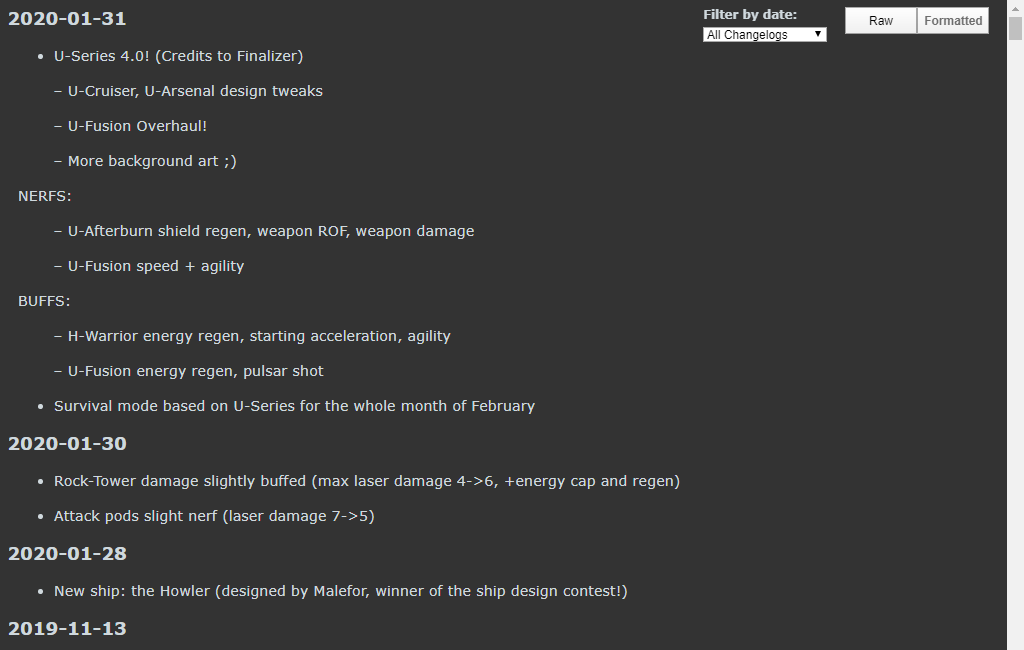 2020-01-31
Filter by date:
All Changelogs
Raw
Formatted
• U-Series 4.0! (Credits to Finalizer)
– U-Cruiser, U-Arsenal design tweaks
– U-Fusion Overhaul!
– More background art ;)
NERFS:
– U-Afterburn shield regen, weapon ROF, weapon damage
– U-Fusion speed + agility
BUFFS:
– H-Warrior energy regen, starting acceleration, agility
– U-Fusion energy regen, pulsar shot
• Survival mode based on U-Series for the whole month of February
2020-01-30
• Rock-Tower damage slightly buffed (max laser damage 4->6, +energy cap and regen)
• Attack pods slight nerf (laser damage 7->5)
2020-01-28
• New ship: the Howler (designed by Malefor, winner of the ship design contest!)
2019-11-13